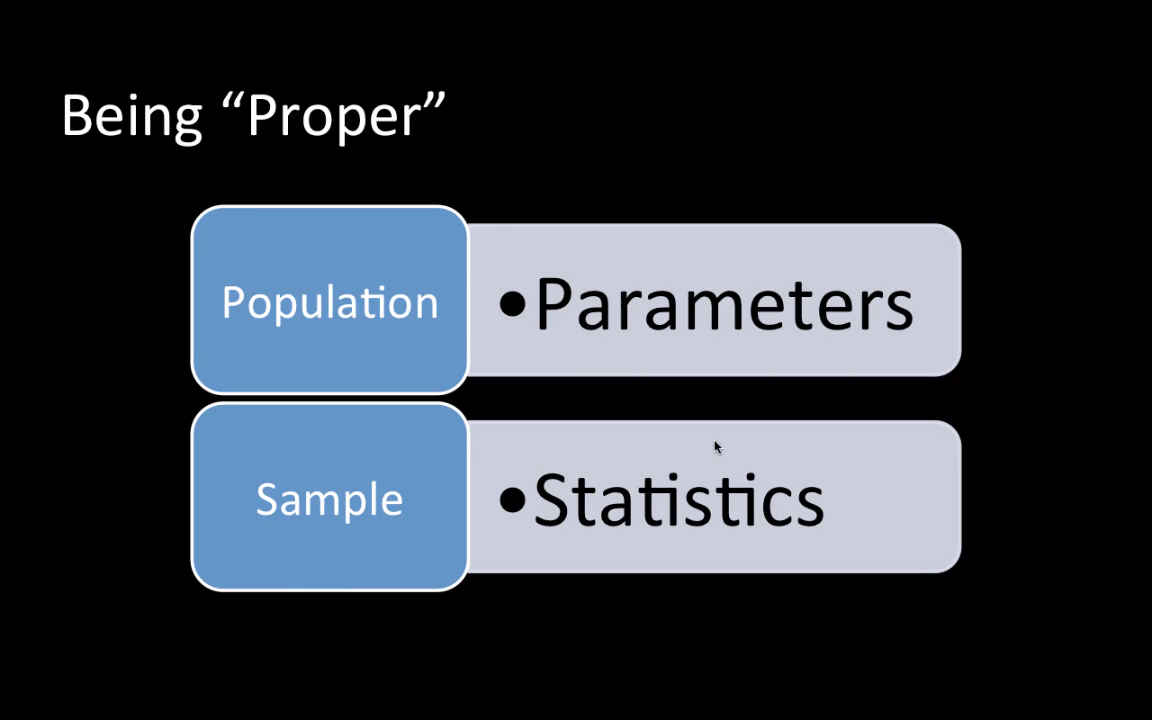 Being “Proper”
Population
•Parameters
Sample
•Statistics